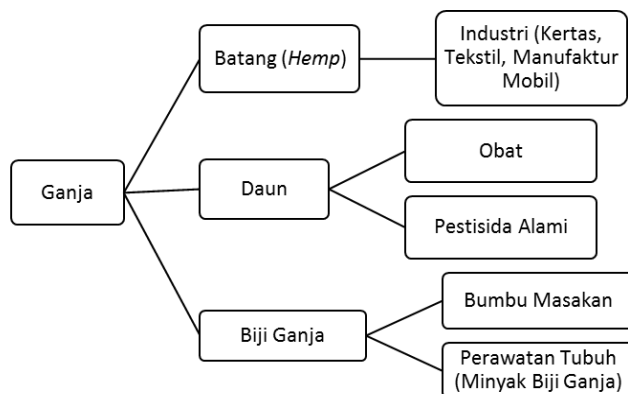 Ganja
Batang (Hemp)
Industri (Kertas,
Tekstil, Manufaktur
Mobil)
Daun
Obat
Pestisida Alami
Biji Ganja
Bumbu Masakan
Perawatan Tubuh
(Minyak Biji Ganja)